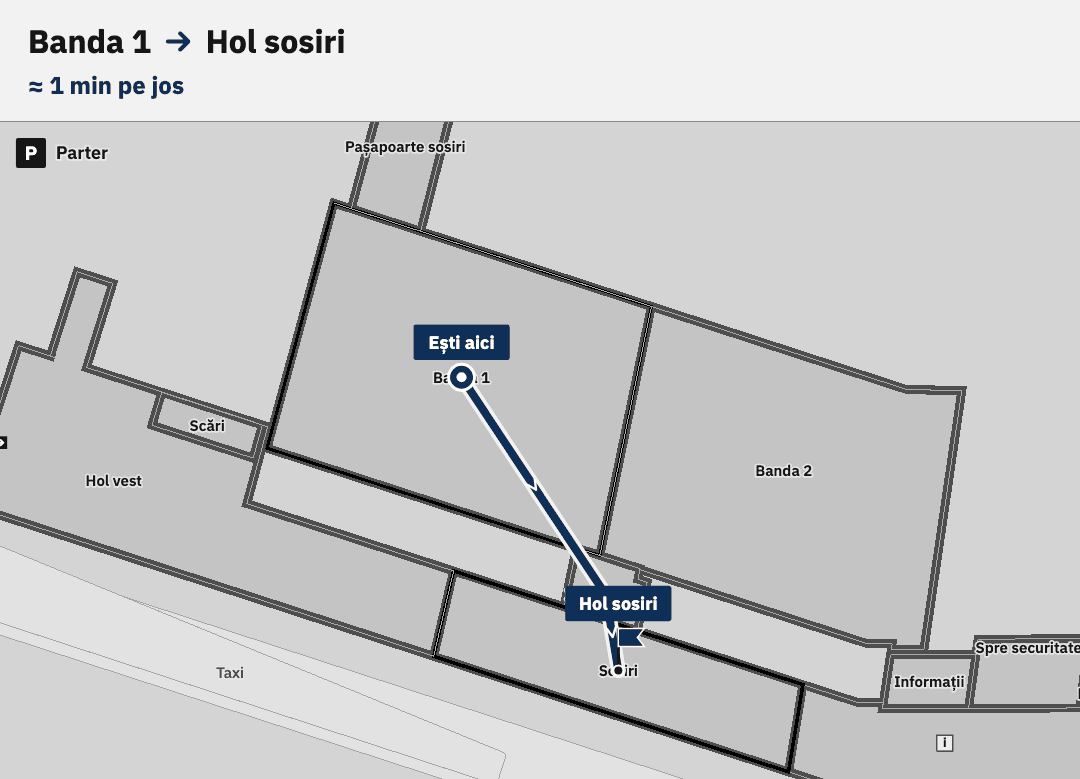 Banda 1 → Hol sosiri
≈ 1 min pe jos
P Parter
Pașapoarte sosiri
Ești aici
Scări
Banda 2
Hol vest
Hol sosiri
Spre securitate
Taxi
Informații
i